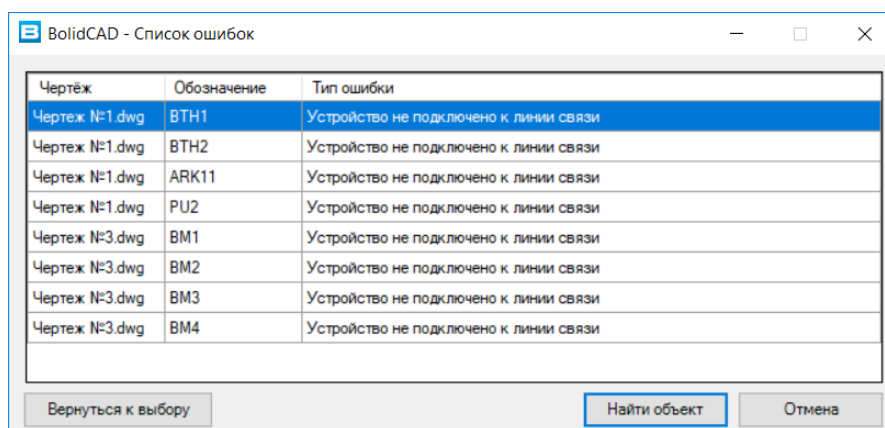 BolidCAD - Список ошибок
Чертёж Обозначение Тип ошибки
Чертеж №1.dwg BTH1 Устройство не подключено к линии связи
Чертеж №1.dwg BTH2 Устройство не подключено к линии связи
Чертеж №1.dwg ARK11 Устройство не подключено к линии связи
Чертеж №1.dwg PU2 Устройство не подключено к линии связи
Чертеж №3.dwg BM1 Устройство не подключено к линии связи
Чертеж №3.dwg BM2 Устройство не подключено к линии связи
Чертеж №3.dwg BM3 Устройство не подключено к линии связи
Чертеж №3.dwg BM4 Устройство не подключено к линии связи
Вернуться к выбору Найти объект Отмена